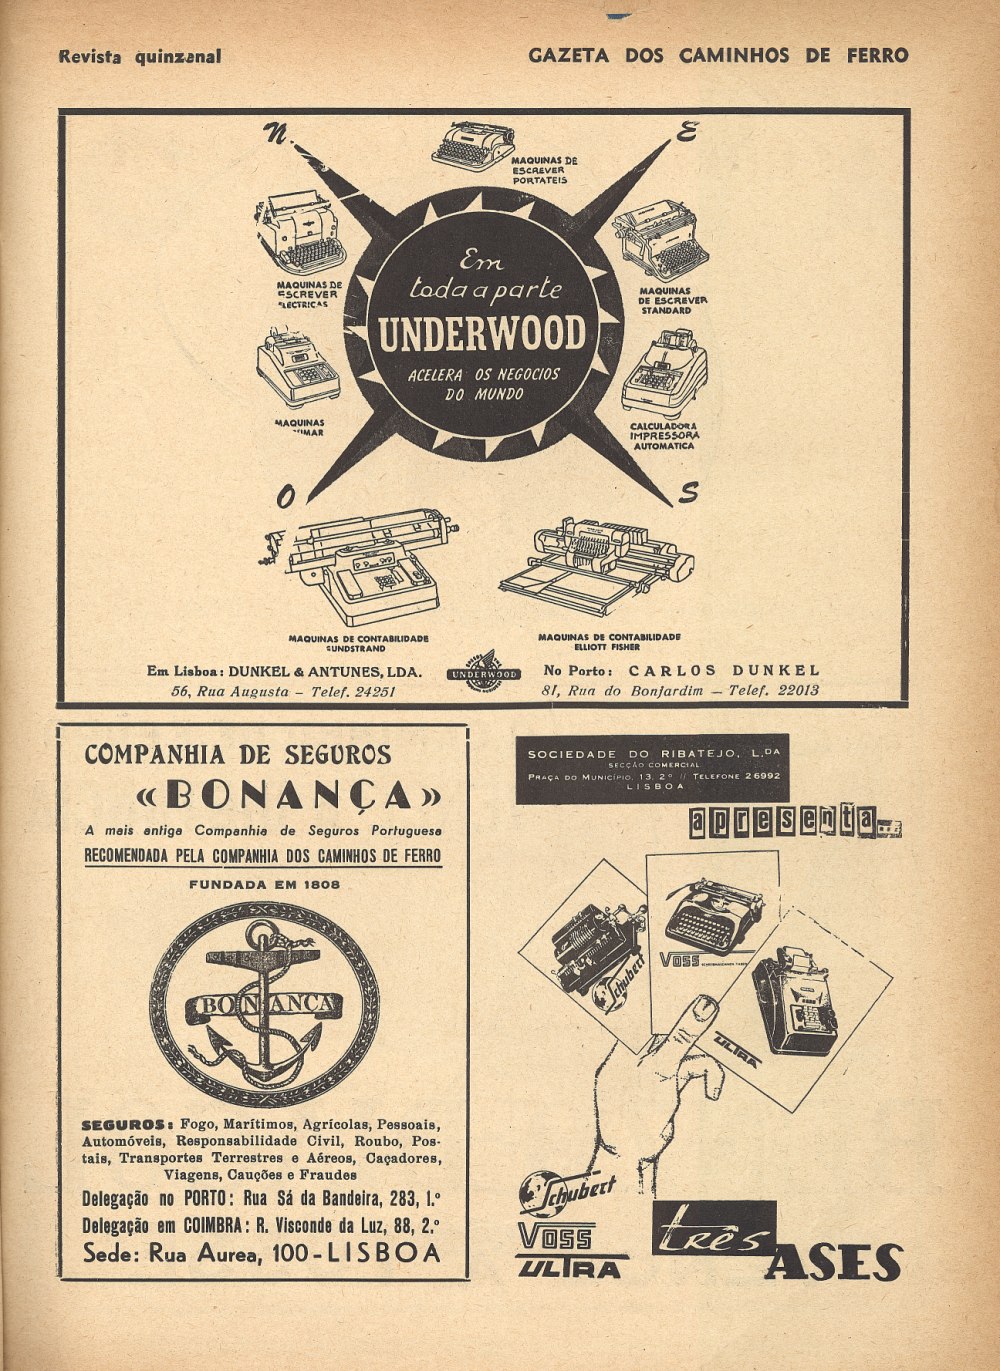 Revista quinzenal
GAZETA DOS CAMINHOS DE FERRO
N.
E
MAQUINAS DE
ESCREVER
PORTATEIS
MAQUINAS DE
ESCREVER
ELECTRICAS
MAQUINAS
DE ESCREVER
STANDARD
Em
toda a parte
UNDERWOOD
ACELERA OS NEGOCIOS
DO MUNDO
MAQUINAS
CALCULADORA
IMPRESSORA
AUTOMATICA
O
S
MAQUINAS DE CONTABILIDADE
SUNDSTRAND
MAQUINAS DE CONTABILIDADE
ELLIOTT FISHER
Em Lisboa: DUNKEL & ANTUNES, LDA.
56, Rua Augusta – Telef. 24251
UNDERWOOD
No Porto: CARLOS DUNKEL
81, Rua do Bonjardim – Telef. 22013
COMPANHIA DE SEGUROS
«BONANÇA»
A mais antiga Companhia de Seguros Portuguesa
RECOMENDADA PELA COMPANHIA DOS CAMINHOS DE FERRO
FUNDADA EM 1808
BONANÇA
SEGUROS: Fogo, Marítimos, Agrícolas, Pessoais,
Automóveis, Responsabilidade Civil, Roubo, Pos-
tais, Transportes Terrestres e Aéreos, Caçadores,
Viagens, Cauções e Fraudes
Delegação no PORTO: Rua Sá da Bandeira, 283, 1.º
Delegação em COIMBRA: R. Visconde da Luz, 88, 2.º
Sede: Rua Aurea, 100 - LISBOA
SOCIEDADE DO RIBATEJO, L.DA
SECÇÃO COMERCIAL
PRAÇA DO MUNICÍPIO, 13, 2.º // TELEFONE 26992
LISBOA
apresenta...
Schubert
VOSS
ULTRA
Schubert
VOSS
ULTRA
três
ASES